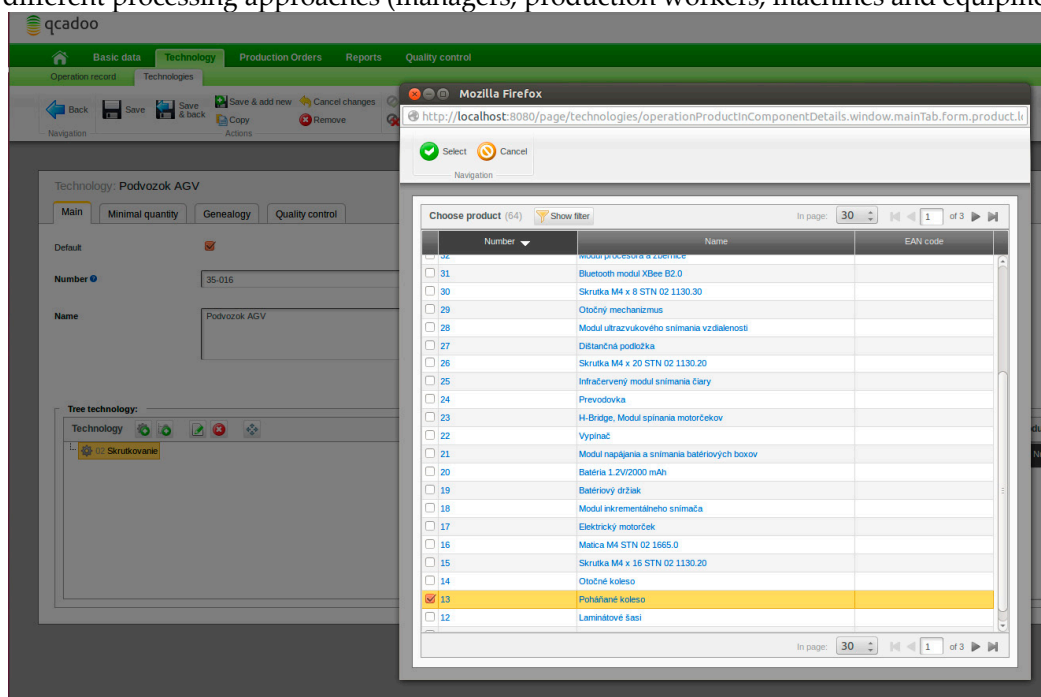 different processing approaches (managers, production workers, machines and equipme
qcadoo
Basic data Technology Production Orders Reports Quality control
Operation record Technologies
Back Save Save & back Save & add new Cancel changes
Copy Remove
Navigation Actions
Technology: Podvozok AGV
Main Minimal quantity Genealogy Quality control
Default
Number 35-016
Name Podvozok AGV
Tree technology:
Technology
02 Skrutkovanie
Mozilla Firefox
http://localhost:8080/page/technologies/operationProductInComponentDetails.window.mainTab.form.product.l
Select Cancel
Navigation
Choose product (64) Show filter In page: 30 1 of 3
Number Name EAN code
32 Modul procesora a zbernice
31 Bluetooth modul XBee B2.0
30 Skrutka M4 x 8 STN 02 1130.30
29 Otočný mechanizmus
28 Modul ultrazvukového snímania vzdialenosti
27 Dištančná podložka
26 Skrutka M4 x 20 STN 02 1130.20
25 Infračervený modul snímania čiary
24 Prevodovka
23 H-Bridge, Modul spínania motorčekov
22 Vypínač
21 Modul napájania a snímania batériových boxov
20 Batéria 1.2V/2000 mAh
19 Batériový držiak
18 Modul inkrementálneho snímača
17 Elektrický motorček
16 Matica M4 STN 02 1665.0
15 Skrutka M4 x 16 STN 02 1130.20
14 Otočné koleso
13 Poháňané koleso
12 Laminátové šasi
In page: 30 1 of 3